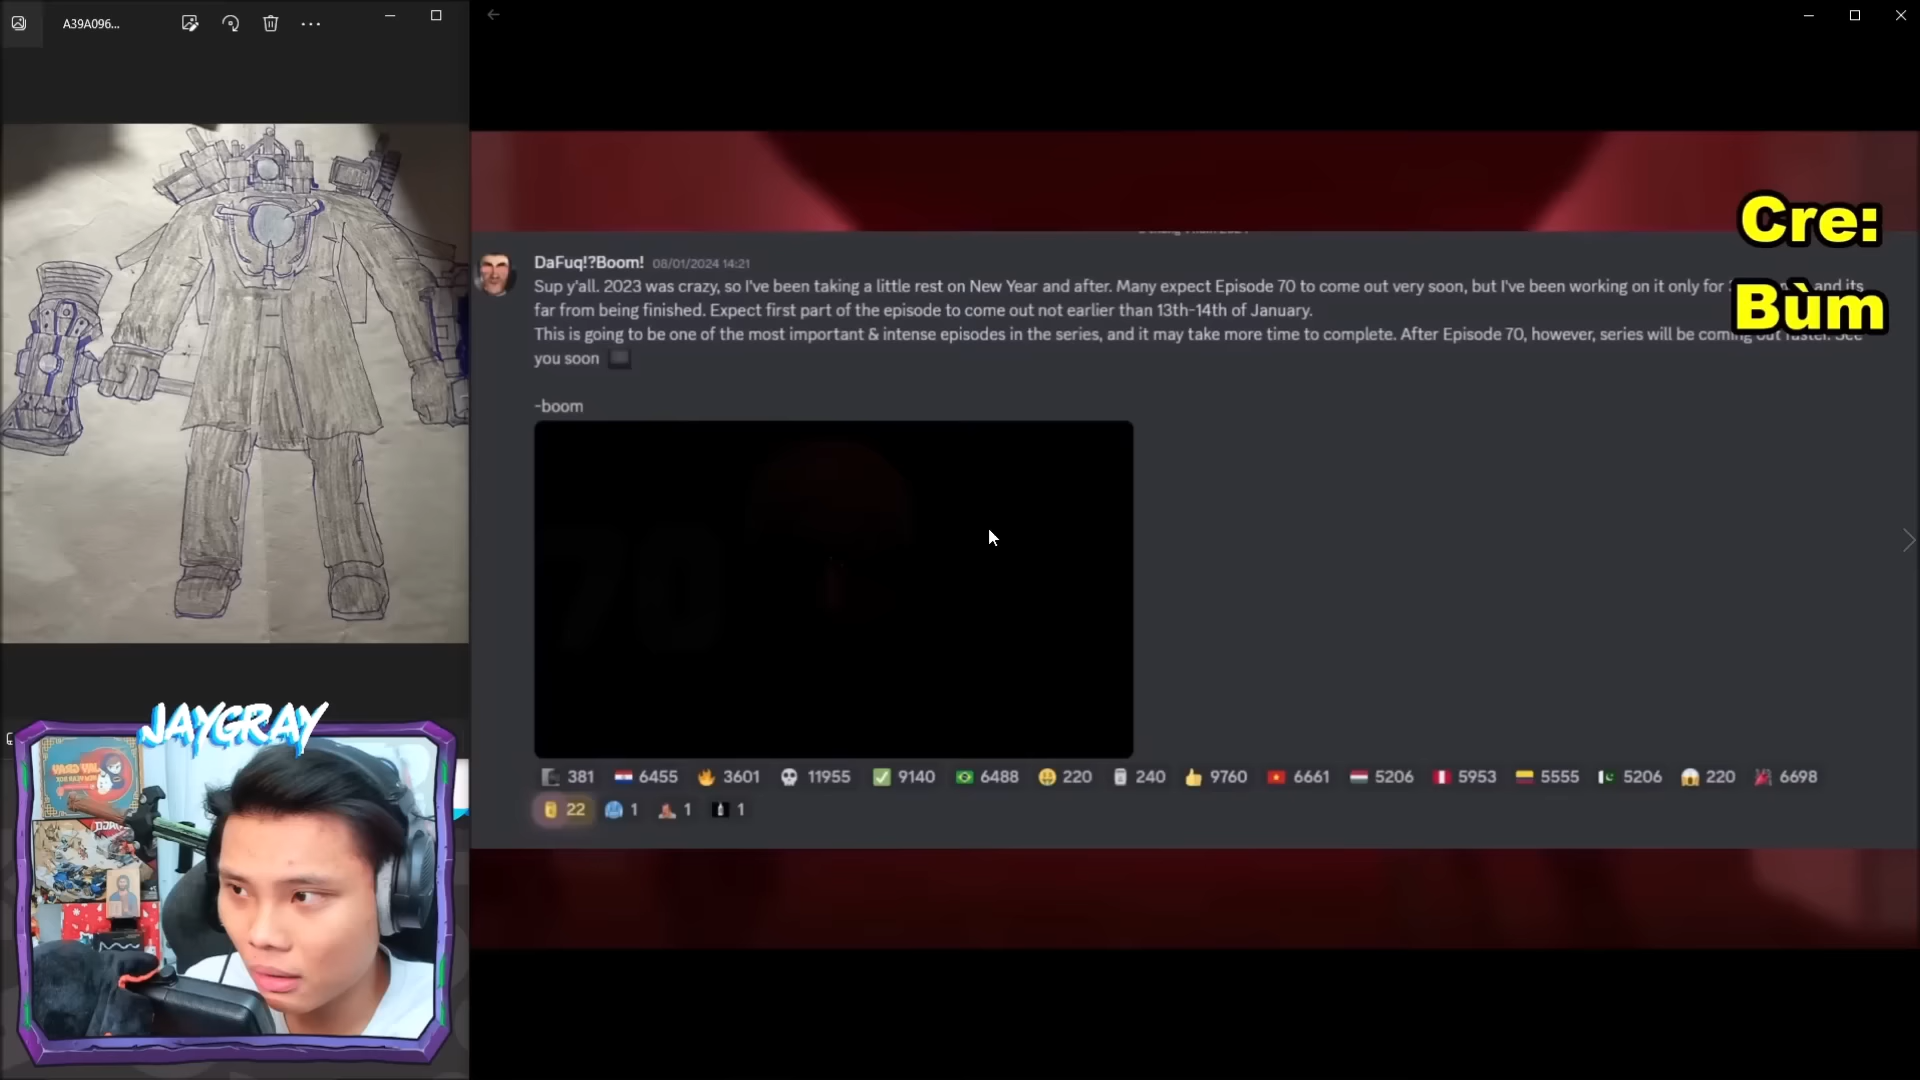 A39A096...
Cre:
Bùm
DaFuq!?Boom! 08/01/2024 14:21
Sup y'all. 2023 was crazy, so I've been taking a little rest on New Year and after. Many expect Episode 70 to come out very soon, but I've been working on it only for and its
far from being finished. Expect first part of the episode to come out not earlier than 13th-14th of January.
This is going to be one of the most important & intense episodes in the series, and it may take more time to complete. After Episode 70, however, series will be coming out faster. See
you soon
-boom
70
381 6455 3601 11955 9140 6488 220 240 9760 6661 5206 5953 5555 5206 220 6698
22 1 1 1
JAYGRAY